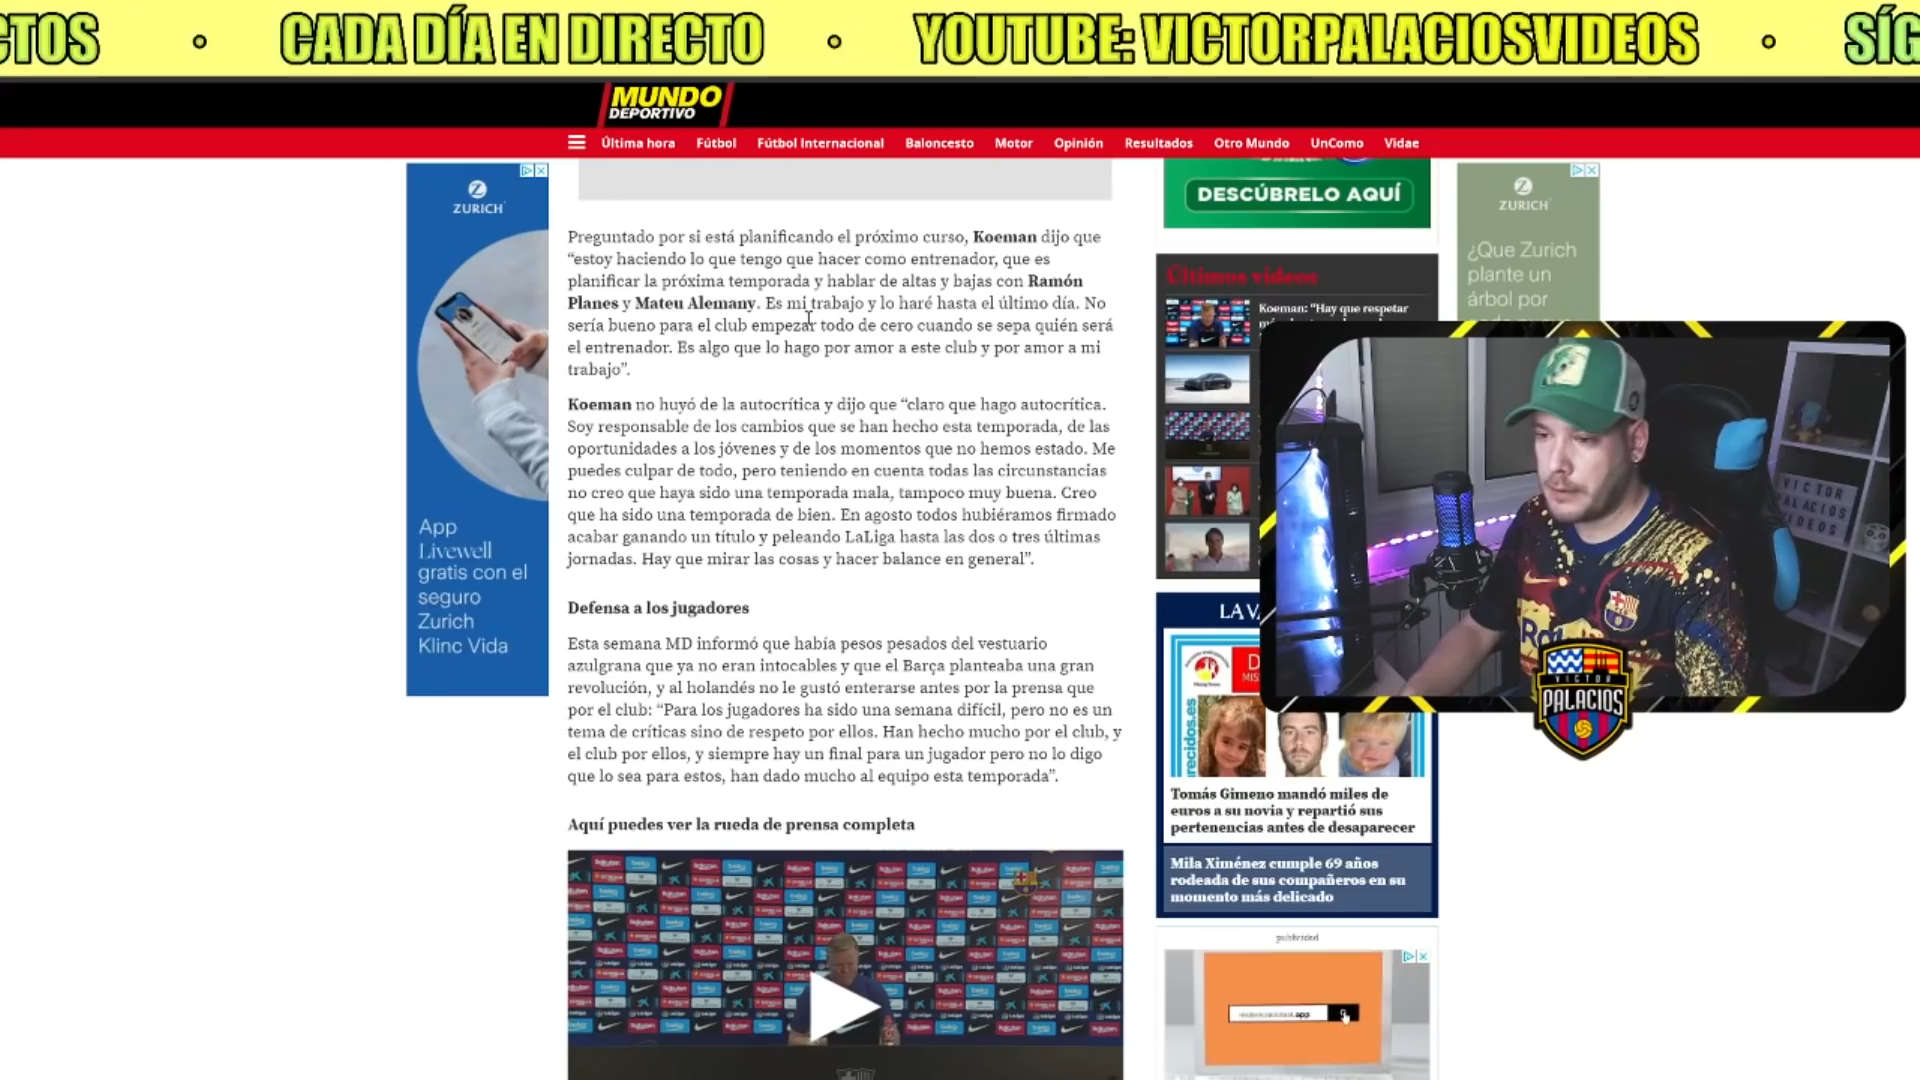 CTOS • CADA DÍA EN DIRECTO • YOUTUBE: VICTORPALACIOSVIDEOS • SÍG
MUNDO
DEPORTIVO
Última hora Fútbol Fútbol Internacional Baloncesto Motor Opinión Resultados Otro Mundo UnComo Vidae
ZURICH
App
Livewell
gratis con el
seguro
Zurich
Klinc Vida
Preguntado por si está planificando el próximo curso, Koeman dijo que
“estoy haciendo lo que tengo que hacer como entrenador, que es
planificar la próxima temporada y hablar de altas y bajas con Ramón
Planes y Mateu Alemany. Es mi trabajo y lo haré hasta el último día. No
sería bueno para el club empezar todo de cero cuando se sepa quién será
el entrenador. Es algo que lo hago por amor a este club y por amor a mi
trabajo”.
Koeman no huyó de la autocrítica y dijo que “claro que hago autocrítica.
Soy responsable de los cambios que se han hecho esta temporada, de las
oportunidades a los jóvenes y de los momentos que no hemos estado. Me
puedes culpar de todo, pero teniendo en cuenta todas las circunstancias
no creo que haya sido una temporada mala, tampoco muy buena. Creo
que ha sido una temporada de bien. En agosto todos hubiéramos firmado
acabar ganando un título y peleando LaLiga hasta las dos o tres últimas
jornadas. Hay que mirar las cosas y hacer balance en general”.
Defensa a los jugadores
Esta semana MD informó que había pesos pesados del vestuario
azulgrana que ya no eran intocables y que el Barça planteaba una gran
revolución, y al holandés no le gustó enterarse antes por la prensa que
por el club: “Para los jugadores ha sido una semana difícil, pero no es un
tema de críticas sino de respeto por ellos. Han hecho mucho por el club, y
el club por ellos, y siempre hay un final para un jugador pero no lo digo
que lo sea para estos, han dado mucho al equipo esta temporada”.
Aquí puedes ver la rueda de prensa completa
DESCÚBRELO AQUÍ
Últimos vídeos
Koeman: “Hay que respetar
LA VA
D
MIS
recidos.es
Tomás Gimeno mandó miles de
euros a su novia y repartió sus
pertenencias antes de desaparecer
Mila Ximénez cumple 69 años
rodeada de sus compañeros en su
momento más delicado
publicidad
.app
ZURICH
¿Que Zurich
plante un
árbol por
VICTOR
PALACIOS
VIDEOS
VICTOR
PALACIOS